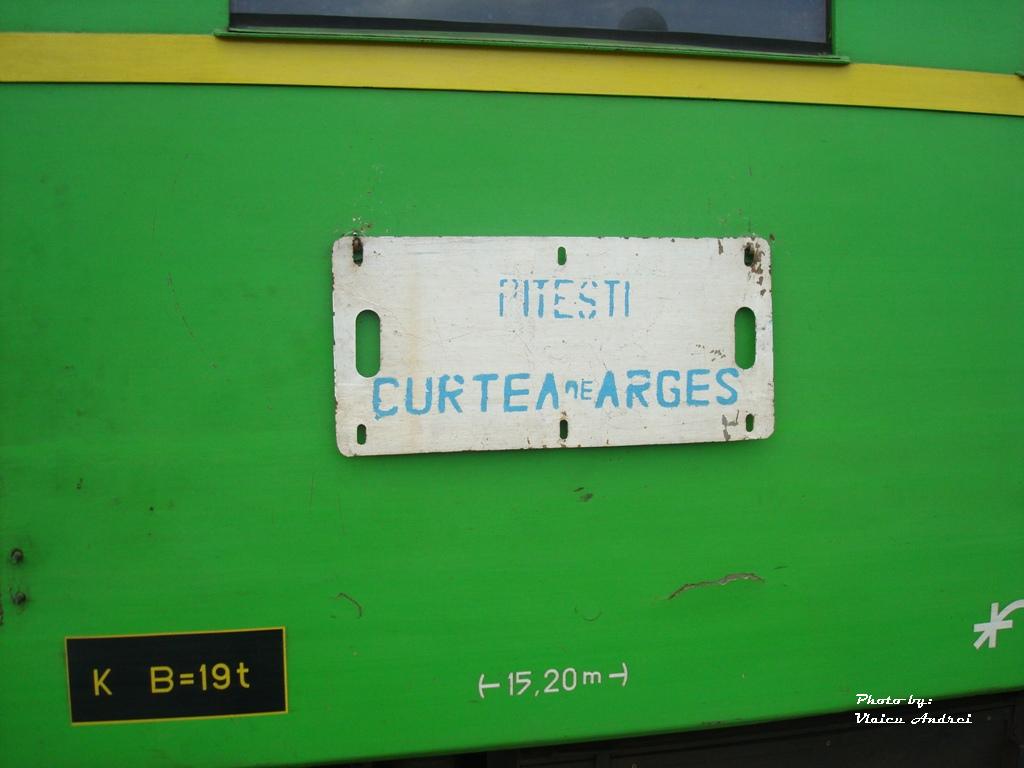 PITESTI
CURTEA DE ARGES
K B=19t
15,20m
Photo by:
Vlaicu Andrei